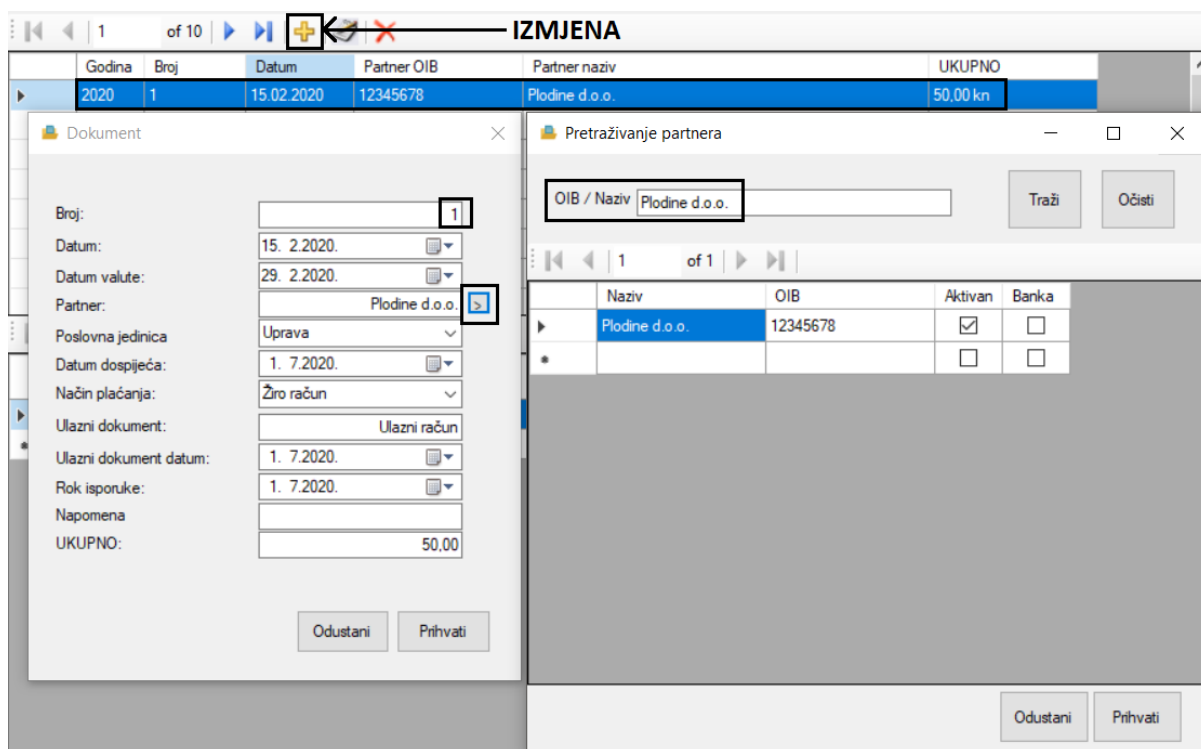 1 of 10 IZMJENA
Godina Broj Datum Partner OIB Partner naziv UKUPNO
2020 1 15.02.2020 12345678 Plodine d.o.o. 50,00 kn
Dokument
Broj: 1
Datum: 15. 2.2020.
Datum valute: 29. 2.2020.
Partner: Plodine d.o.o. >
Poslovna jedinica Uprava
Datum dospijeća: 1. 7.2020.
Način plaćanja: Žiro račun
Ulazni dokument: Ulazni račun
Ulazni dokument datum: 1. 7.2020.
Rok isporuke: 1. 7.2020.
Napomena
UKUPNO: 50,00
Odustani Prihvati
Pretraživanje partnera
OIB / Naziv Plodine d.o.o. Traži Očisti
1 of 1
Naziv OIB Aktivan Banka
Plodine d.o.o. 12345678
Odustani Prihvati